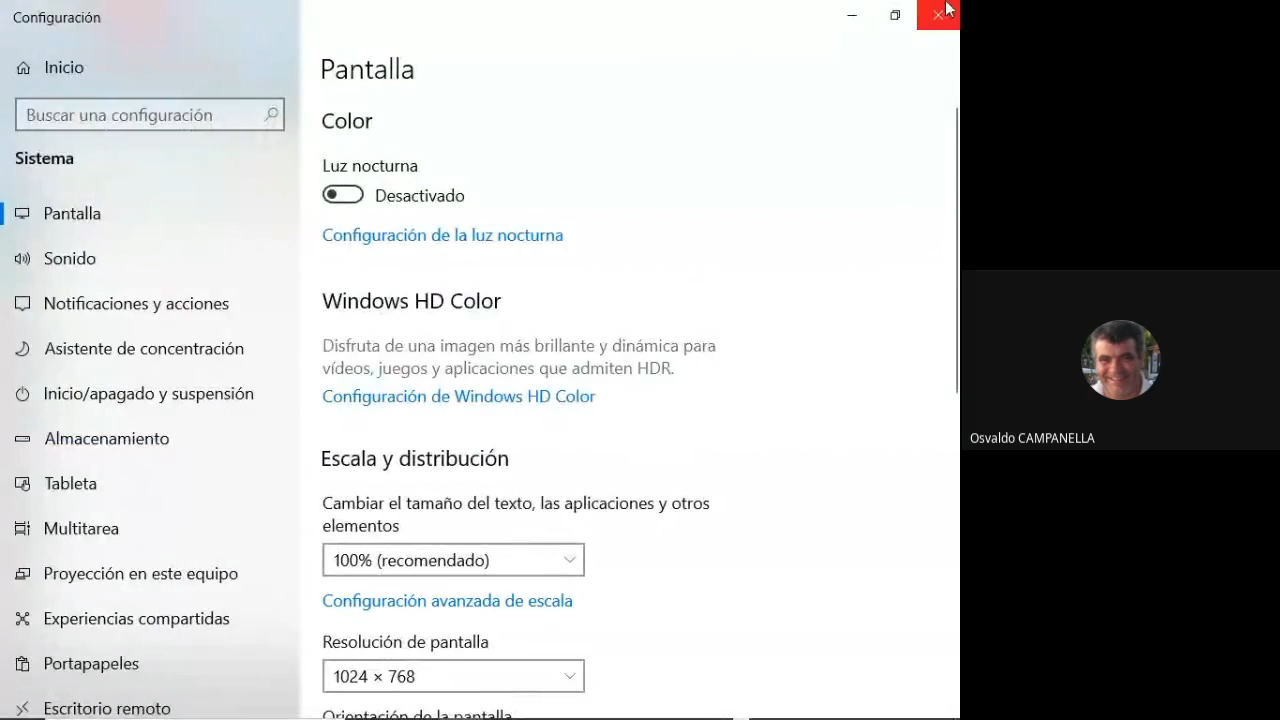 Configuración
Inicio
Buscar una configuración
Sistema
Pantalla
Sonido
Notificaciones y acciones
Asistente de concentración
Inicio/apagado y suspensión
Almacenamiento
Tableta
Multitarea
Proyección en este equipo
Experiencias compartidas
Portapapeles
Escritorio remoto
Pantalla
Color
Luz nocturna
Desactivado
Configuración de la luz nocturna
Windows HD Color
Disfruta de una imagen más brillante y dinámica para
vídeos, juegos y aplicaciones que admiten HDR.
Configuración de Windows HD Color
Escala y distribución
Cambiar el tamaño del texto, las aplicaciones y otros
elementos
100% (recomendado)
Configuración avanzada de escala
Resolución de pantalla
1024 × 768
Orientación de la pantalla
Osvaldo CAMPANELLA